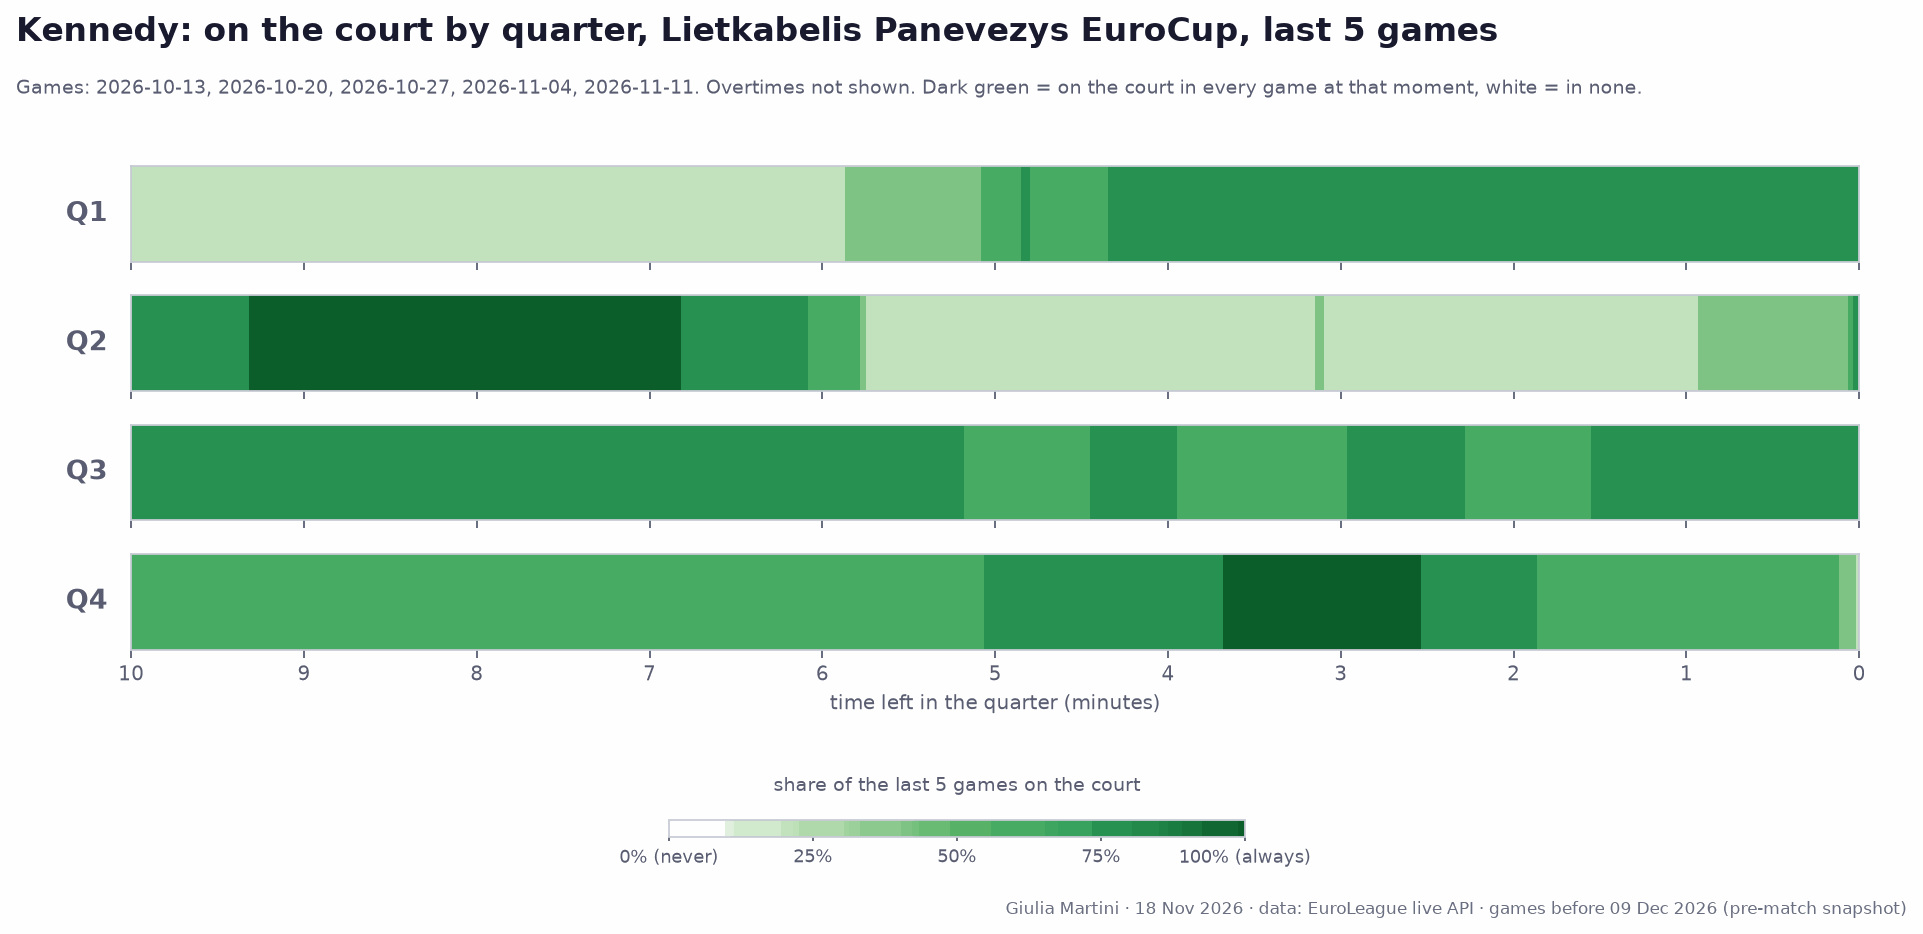 Kennedy: on the court by quarter, Lietkabelis Panevezys EuroCup, last 5 games
Games: 2026-10-13, 2026-10-20, 2026-10-27, 2026-11-04, 2026-11-11. Overtimes not shown. Dark green = on the court in every game at that moment, white = in none.
Q1
Q2
Q3
Q4
10 9 8 7 6 5 4 3 2 1 0
time left in the quarter (minutes)
share of the last 5 games on the court
0% (never) 25% 50% 75% 100% (always)
Giulia Martini · 18 Nov 2026 · data: EuroLeague live API · games before 09 Dec 2026 (pre-match snapshot)